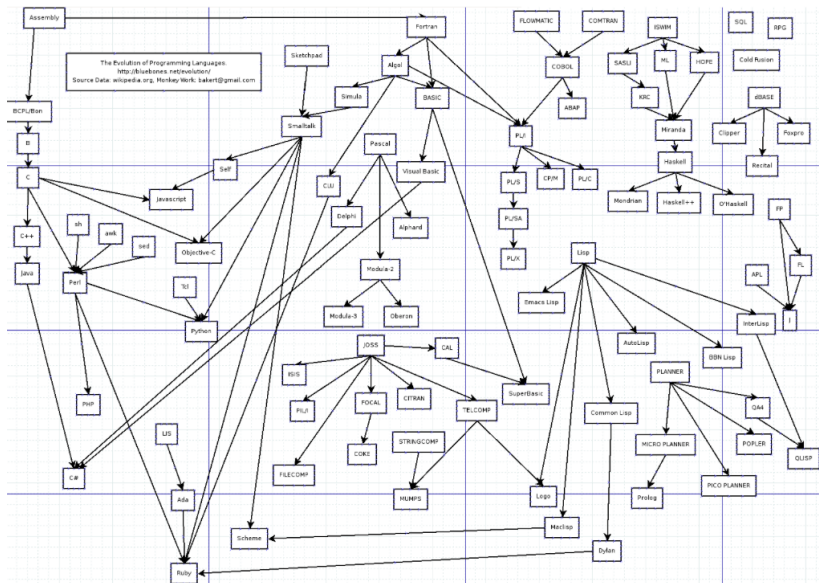 Assembly
Fortran
FLOWMATIC
COMTRAN
ISWIM
SQL
RPG
The Evolution of Programming Languages.
http://bluebones.net/evolution/
Source Data: wikipedia.org, Monkey Work: bakert@gmail.com
Sketchpad
Algol
COBOL
SASLI
ML
HOPE
Cold fusion
Simula
BASIC
ABAP
KRC
dBASE
BCPL/Bon
Smalltalk
PL/I
Miranda
Clipper
Foxpro
B
Pascal
Haskell
Recital
C
Self
Visual Basic
PL/S
CP/M
PL/C
Javascript
CLU
Mondrian
Haskell++
O'Haskell
sh
awk
sed
Delphi
Alphard
PL/SA
FP
C++
Objective-C
PL/X
Lisp
FL
Java
Perl
Tcl
Modula-2
APL
Emacs Lisp
Python
Modula-3
Oberon
InterLisp
J
JOSS
CAL
AutoLisp
BBN Lisp
ISIS
PLANNER
PHP
FOCAL
CITRAN
SuperBasic
TELCOMP
Common Lisp
QA4
LIS
COKE
STRINGCOMP
MICRO PLANNER
POPLER
QLISP
C#
FILECOMP
MUMPS
Logo
Prolog
PICO PLANNER
Ada
Scheme
Maclisp
Dylan
Ruby